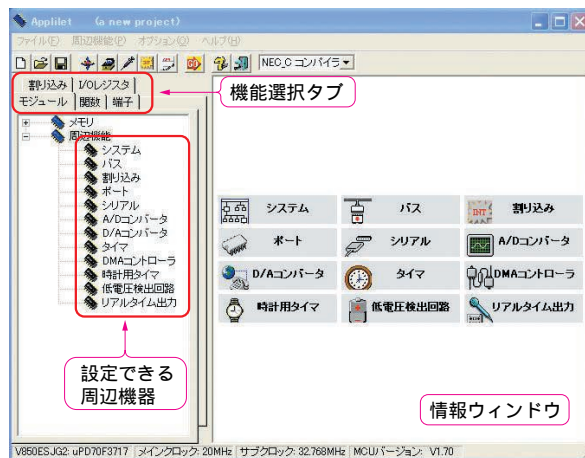 Applilet (a new project)
ファイル(F) 周辺機能(P) オプション(O) ヘルプ(H)
NEC_C コンパイラ
割り込み I/Oレジスタ
モジュール 関数 端子
機能選択タブ
メモリ
周辺機能
システム
バス
割り込み
ポート
シリアル
A/Dコンバータ
D/Aコンバータ
タイマ
DMAコントローラ
時計用タイマ
低電圧検出回路
リアルタイム出力
設定できる
周辺機器
システム バス INT 割り込み
ポート シリアル A/Dコンバータ
D/Aコンバータ タイマ DMAコントローラ
時計用タイマ 低電圧検出回路 リアルタイム出力
情報ウィンドウ
V850ESJG2: uPD70F3717 メインクロック: 20MHz サブクロック: 32.768MHz MCUバージョン: V1.70